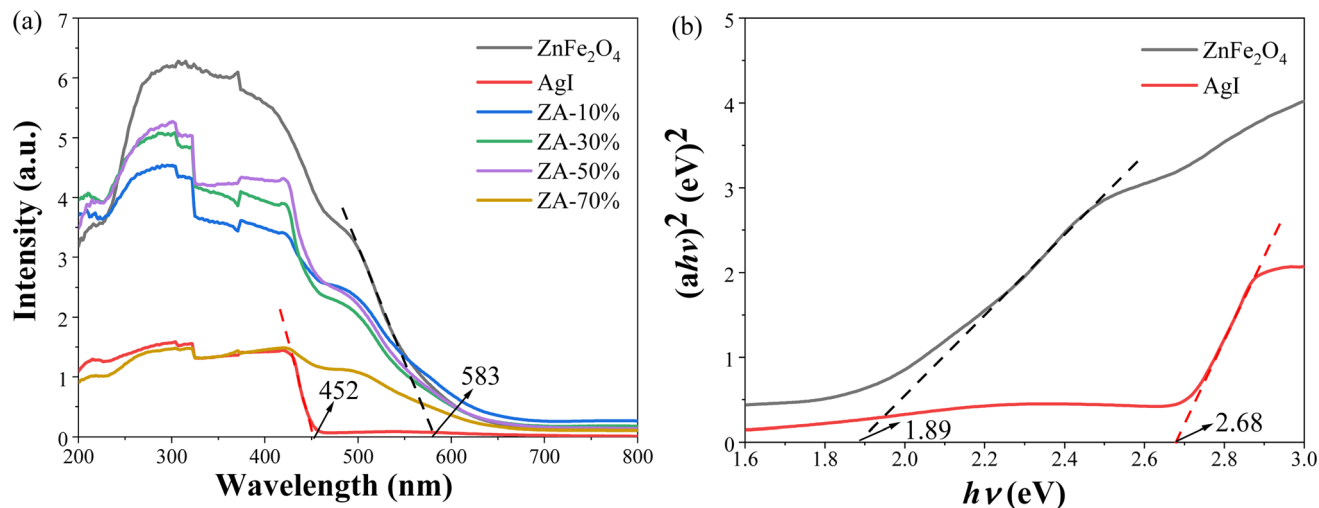 (a)
7
6
5
4
3
2
1
0
Intensity (a.u.)
ZnFe₂O₄
AgI
ZA-10%
ZA-30%
ZA-50%
ZA-70%
452
583
200 300 400 500 600 700 800
Wavelength (nm)
(b)
5
4
3
2
1
0
(ahν)² (eV)²
ZnFe₂O₄
AgI
1.89
2.68
1.6 1.8 2.0 2.2 2.4 2.6 2.8 3.0
hν (eV)